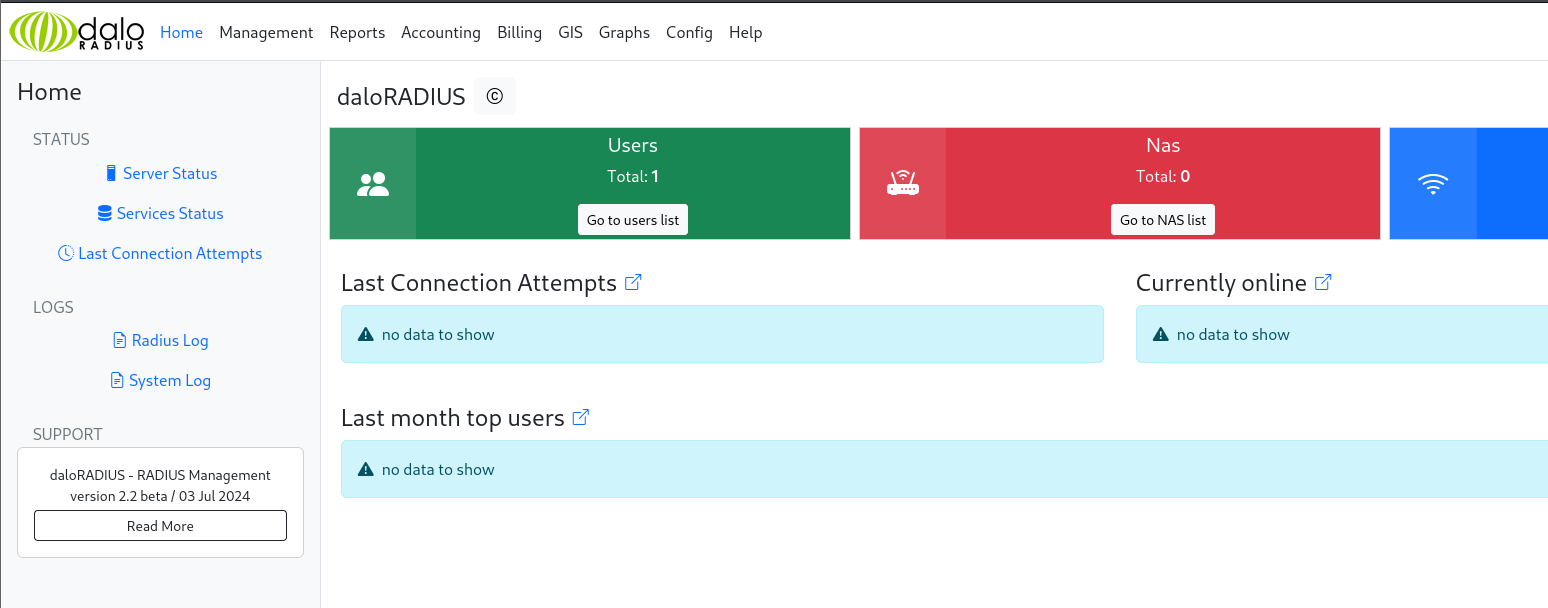 dalo
RADIUS
Home Management Reports Accounting Billing GIS Graphs Config Help
Home
STATUS
Server Status
Services Status
Last Connection Attempts
LOGS
Radius Log
System Log
SUPPORT
daloRADIUS - RADIUS Management
version 2.2 beta / 03 Jul 2024
Read More
daloRADIUS ©
Users
Total: 1
Go to users list
Nas
Total: 0
Go to NAS list
Last Connection Attempts
no data to show
Currently online
no data to show
Last month top users
no data to show